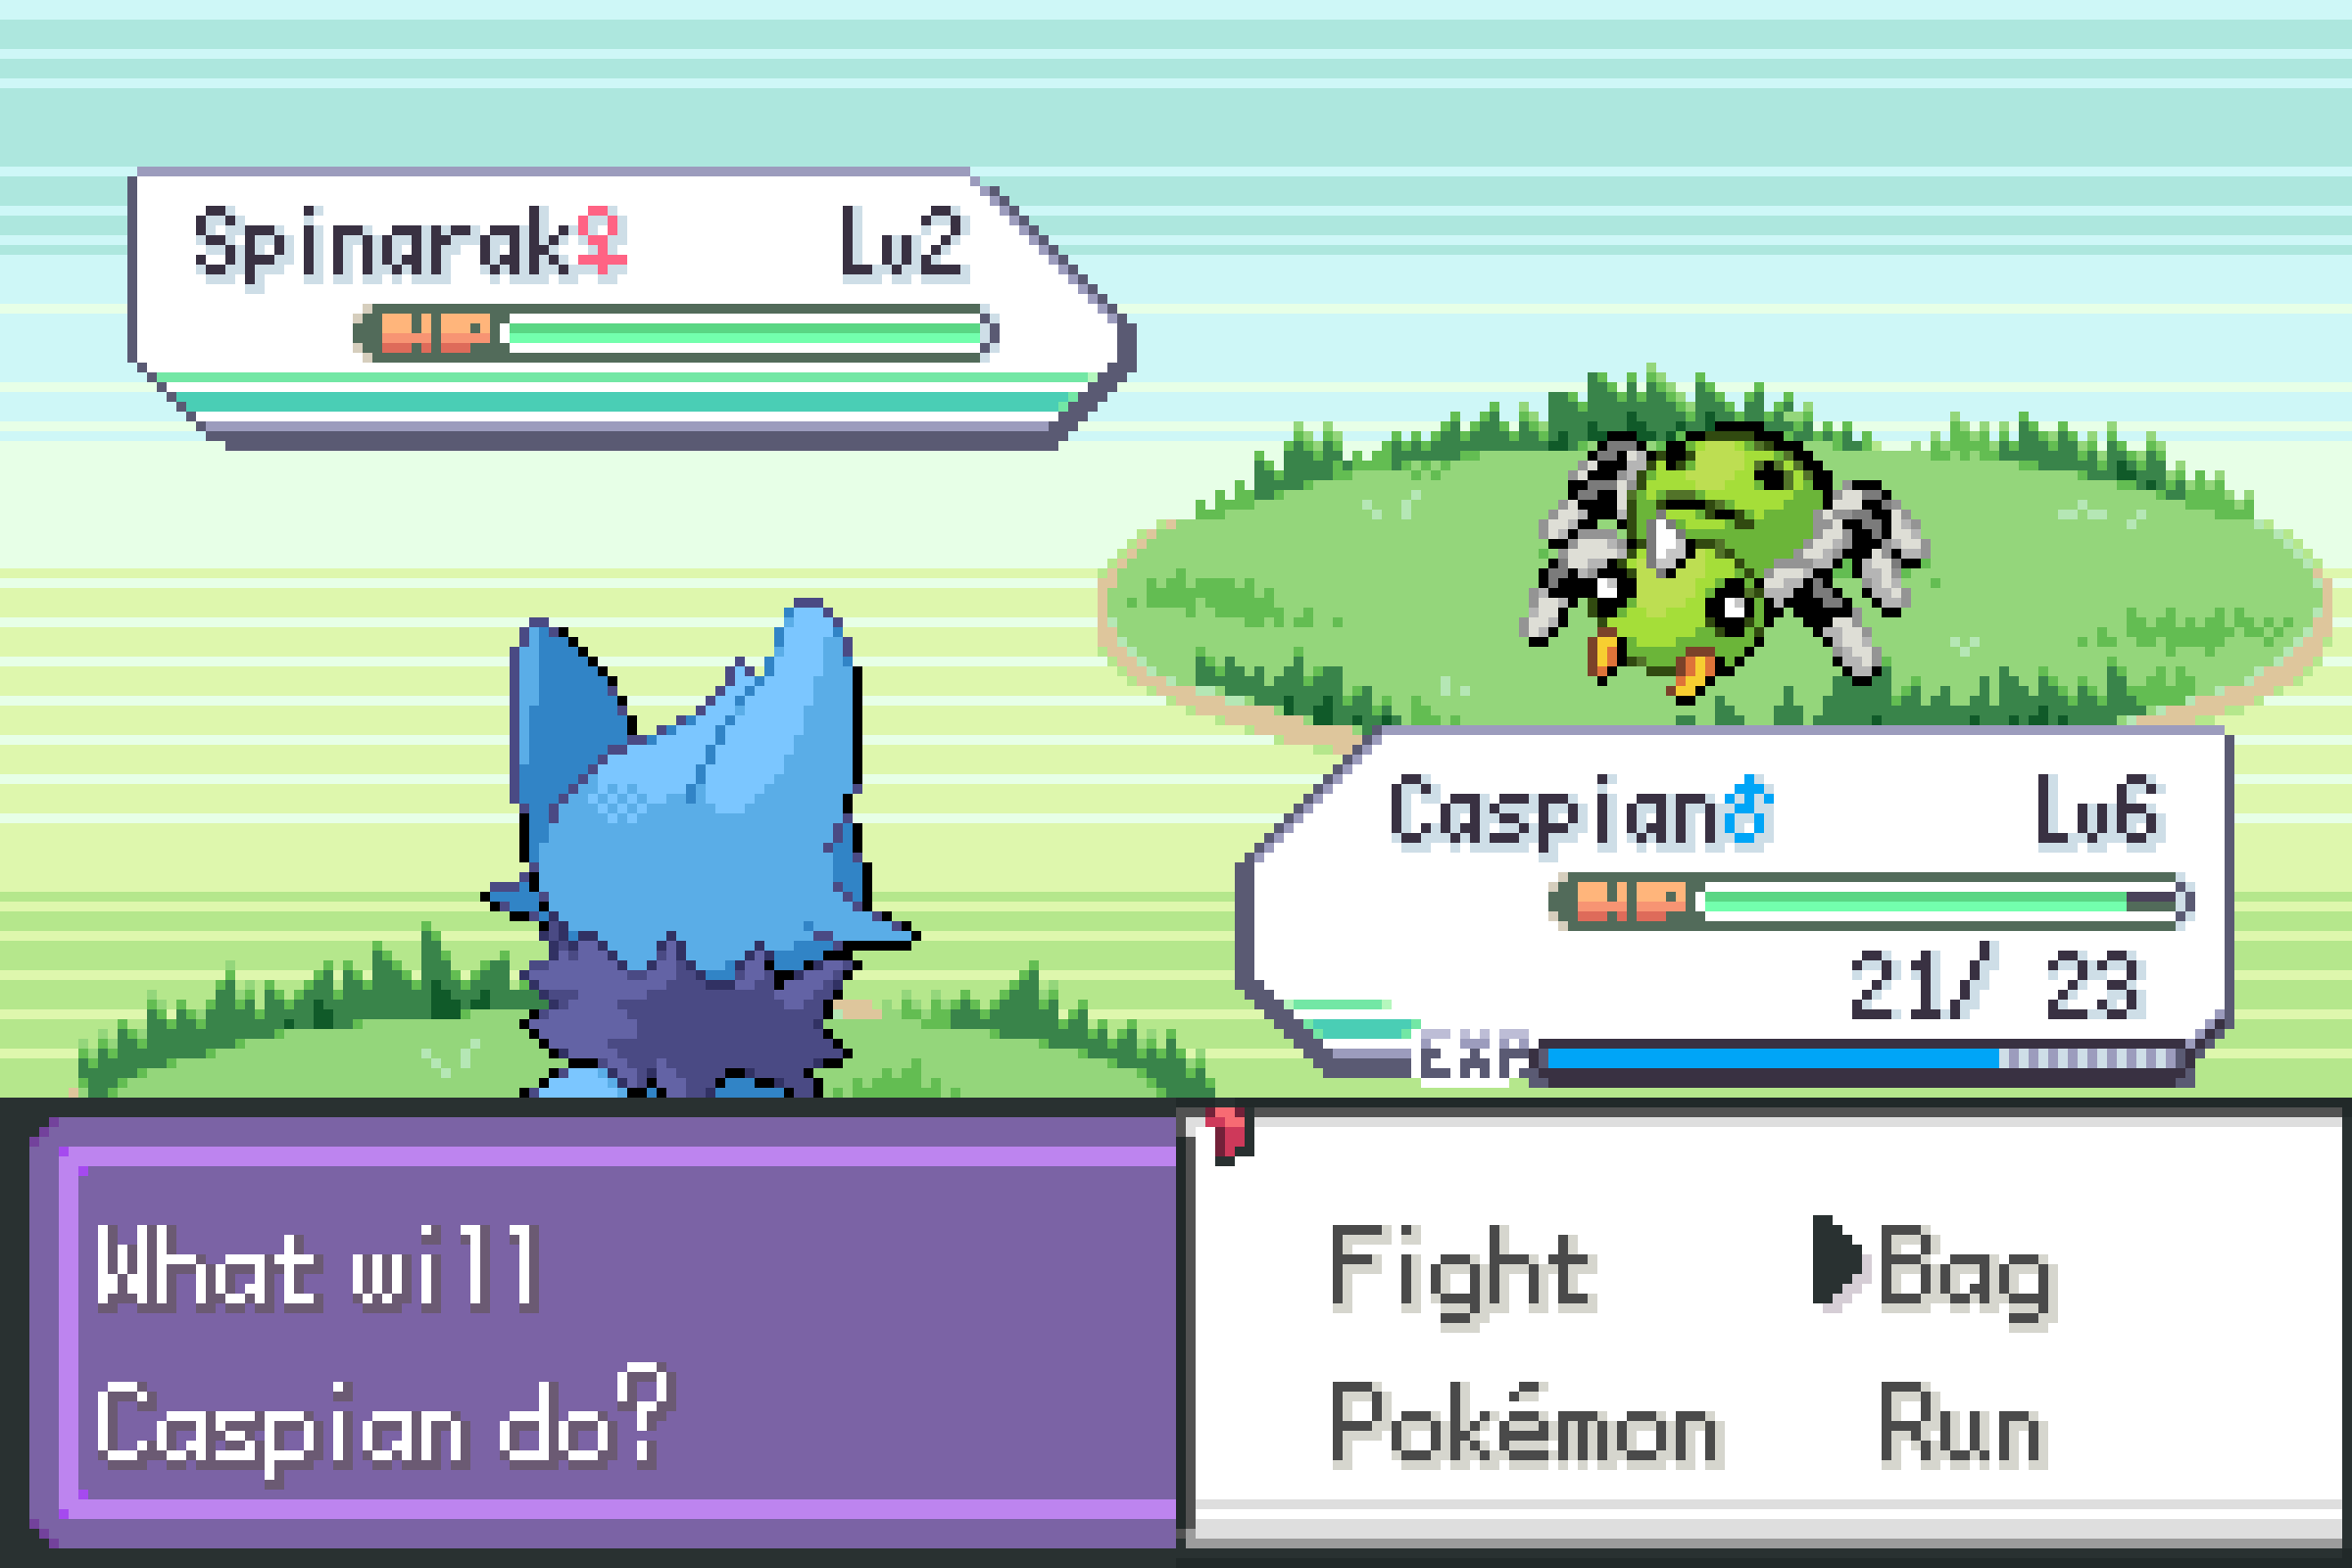 Spinarak♀ Lv2
HP
Caspian♂ Lv6
HP
21/ 23
EXP
What will
Caspian do?
Fight Bag
Pokémon Run